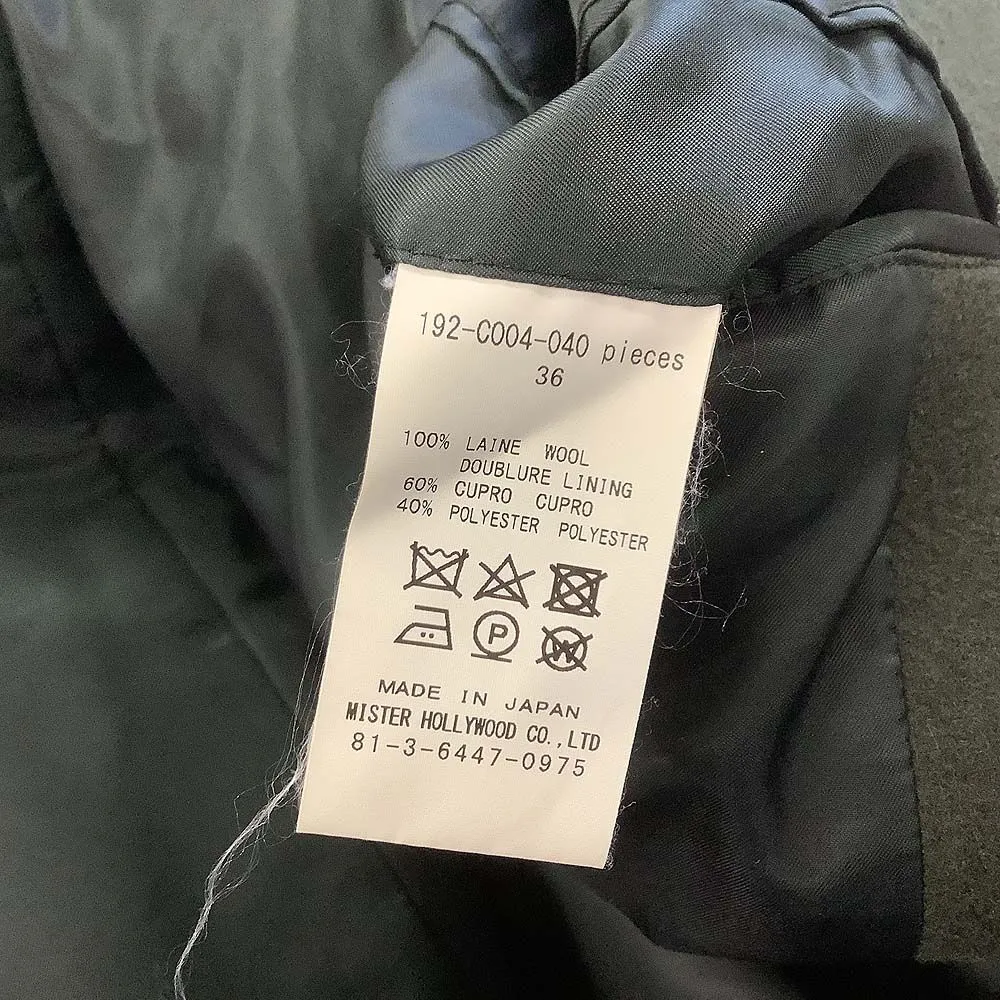 192-C004-040 pieces
36
100% LAINE WOOL
DOUBLURE LINING
60% CUPRO CUPRO
40% POLYESTER POLYESTER
P
W
MADE IN JAPAN
MISTER HOLLYWOOD CO.,LTD
81-3-6447-0975